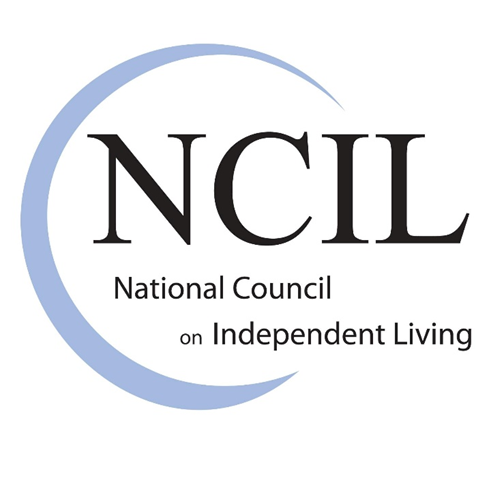 NCIL
National Council
on Independent Living